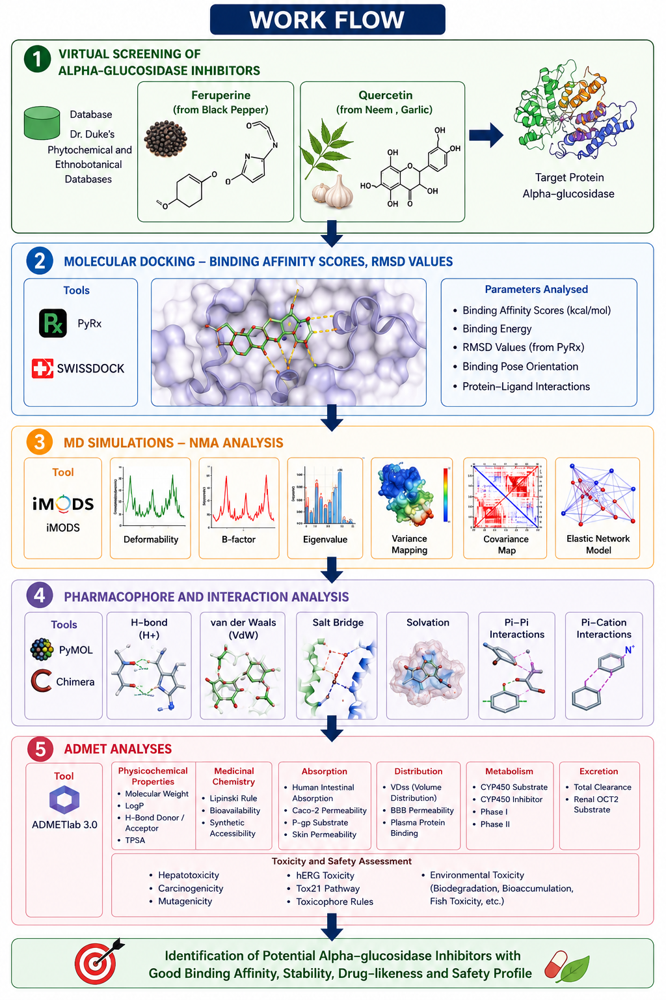 WORK FLOW
1
VIRTUAL SCREENING OF
ALPHA–GLUCOSIDASE INHIBITORS
Database
Dr. Duke's
Phytochemical and
Ethnobotanical
Databases
Feruperine
(from Black Pepper)
O
N
N
O
O
O
Quercetin
(from Neem , Garlic)
OH
OH
OH
HO
OH
OH
O
O
Target Protein
Alpha–glucosidase
2
MOLECULAR DOCKING – BINDING AFFINITY SCORES, RMSD VALUES
Tools
Rx
PyRx
SWISSDOCK
Parameters Analysed
• Binding Affinity Scores (kcal/mol)
• Binding Energy
• RMSD Values (from PyRx)
• Binding Pose Orientation
• Protein–Ligand Interactions
3
MD SIMULATIONS – NMA ANALYSIS
Tool
iMODS
iMODS
Deformability
B–factor
Eigenvalue
Variance
Mapping
Covariance
Map
Elastic Network
Model
4
PHARMACOPHORE AND INTERACTION ANALYSIS
Tools
PyMOL
Chimera
H–bond
(H+)
van der Waals
(VdW)
Salt Bridge
Solvation
Pi–Pi
Interactions
Pi–Cation
Interactions
N+
5
ADMET ANALYSES
Tool
ADMETlab 3.0
Physicochemical
Properties
• Molecular Weight
• LogP
• H–Bond Donor /
Acceptor
• TPSA
Medicinal
Chemistry
• Lipinski Rule
• Bioavailability
• Synthetic
Accessibility
Absorption
• Human Intestinal
Absorption
• Caco–2 Permeability
• P–gp Substrate
• Skin Permeability
Distribution
• VDss (Volume
Distribution)
• BBB Permeability
• Plasma Protein
Binding
Metabolism
• CYP450 Substrate
• CYP450 Inhibitor
• Phase I
• Phase II
Excretion
• Total Clearance
• Renal OCT2
Substrate
Toxicity and Safety Assessment
• Hepatotoxicity
• Carcinogenicity
• Mutagenicity
• hERG Toxicity
• Tox21 Pathway
• Toxicophore Rules
• Environmental Toxicity
(Biodegradation, Bioaccumulation,
Fish Toxicity, etc.)
Identification of Potential Alpha–glucosidase Inhibitors with
Good Binding Affinity, Stability, Drug–likeness and Safety Profile